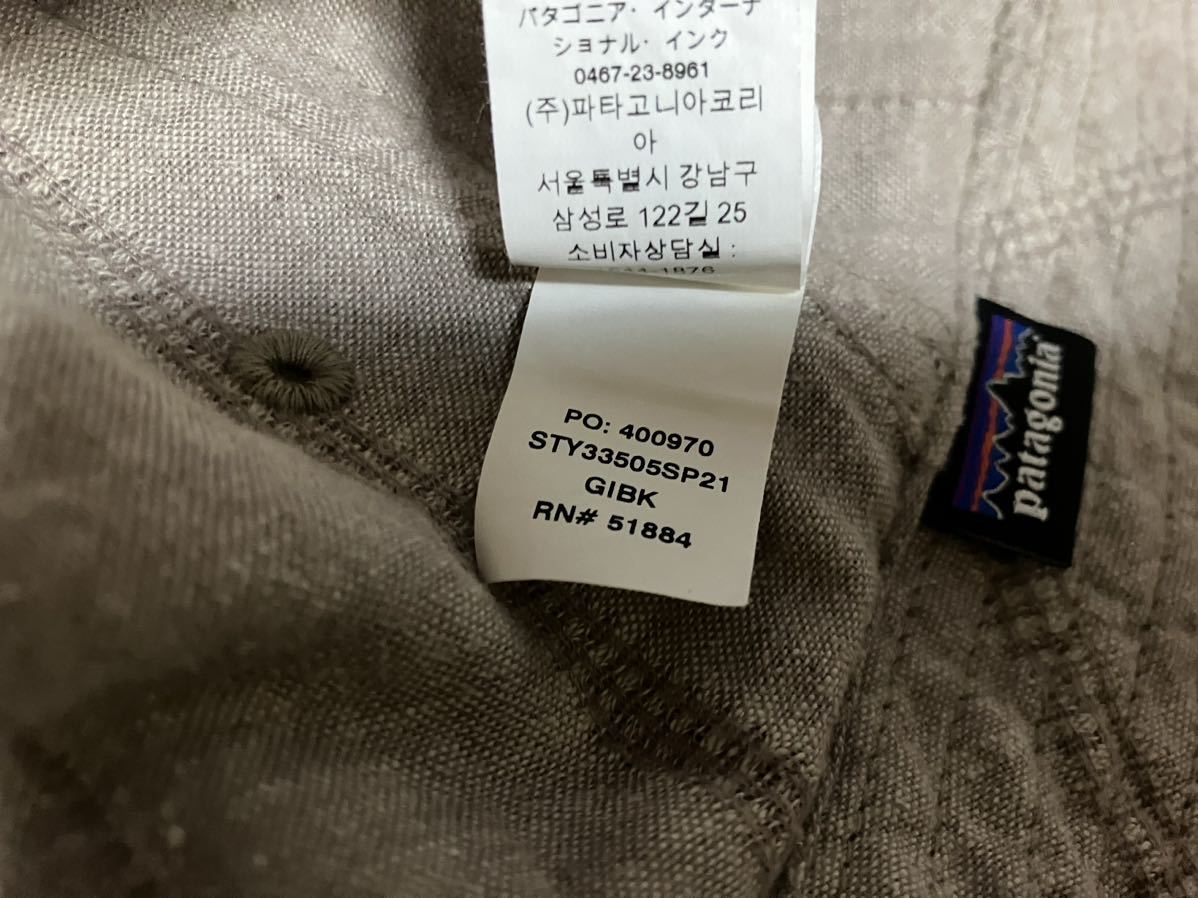 パタゴニア・インターナ
ショナル・インク
0467-23-8961
(주)파타고니아코리
아
서울특별시 강남구
삼성로 122길 25
소비자상담실 :
PO: 400970
STY33505SP21
GIBK
RN# 51884
patagonia